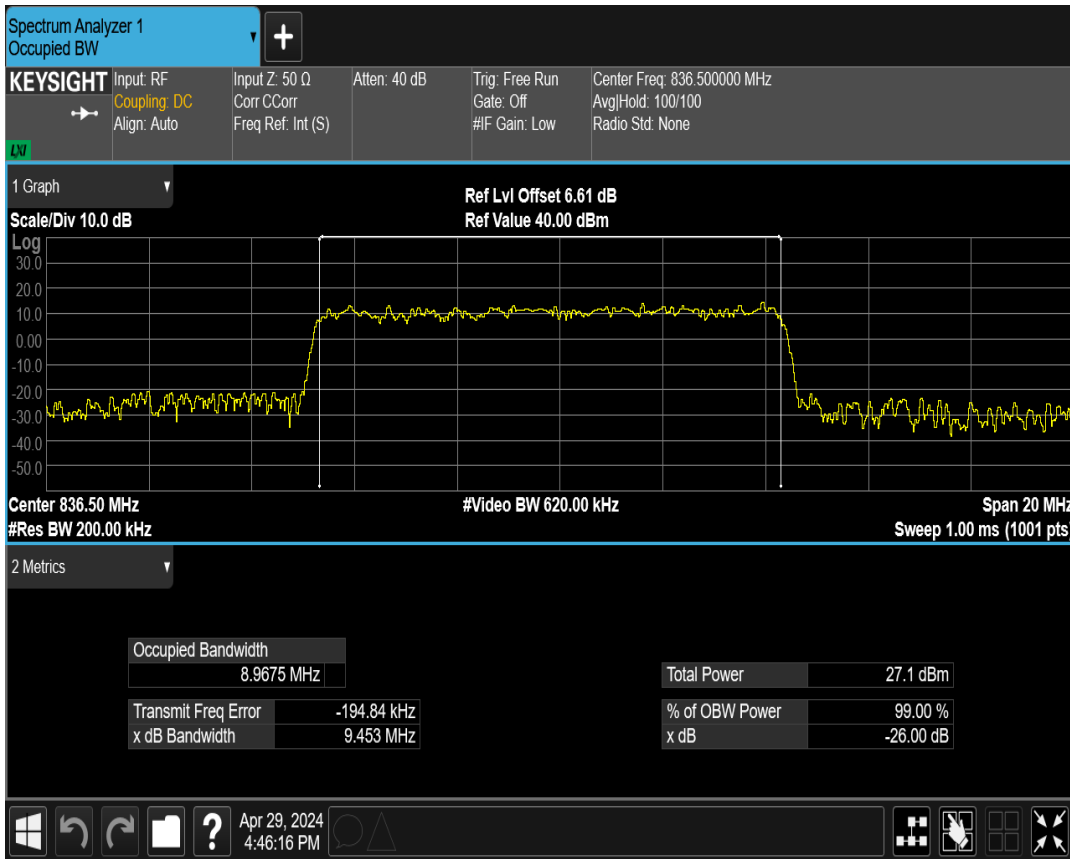 Spectrum Analyzer 1
Occupied BW
+
KEYSIGHT
LXI
Input: RF
Coupling: DC
Align: Auto
Input Z: 50 Ω
Corr CCorr
Freq Ref: Int (S)
Atten: 40 dB
Trig: Free Run
Gate: Off
#IF Gain: Low
Center Freq: 836.500000 MHz
Avg|Hold: 100/100
Radio Std: None
1 Graph
Scale/Div 10.0 dB
Ref Lvl Offset 6.61 dB
Ref Value 40.00 dBm
Log
30.0
20.0
10.0
0.00
-10.0
-20.0
-30.0
-40.0
-50.0
Center 836.50 MHz
#Res BW 200.00 kHz
#Video BW 620.00 kHz
Span 20 MHz
Sweep 1.00 ms (1001 pts)
2 Metrics
Occupied Bandwidth
8.9675 MHz
Transmit Freq Error -194.84 kHz
x dB Bandwidth 9.453 MHz
Total Power 27.1 dBm
% of OBW Power 99.00 %
x dB -26.00 dB
?
Apr 29, 2024
4:46:16 PM